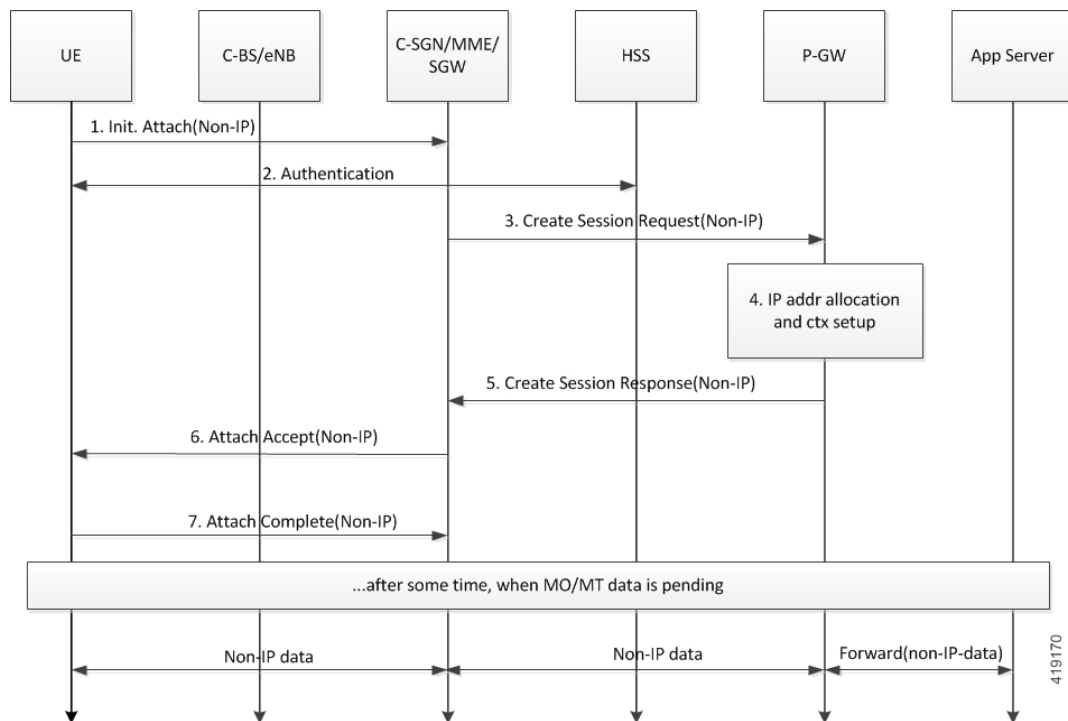 UE
C-BS/eNB
C-SGN/MME/
SGW
HSS
P-GW
App Server
1. Init. Attach(Non-IP)
2. Authentication
3. Create Session Request(Non-IP)
4. IP addr allocation
and ctx setup
5. Create Session Response(Non-IP)
6. Attach Accept(Non-IP)
7. Attach Complete(Non-IP)
...after some time, when MO/MT data is pending
Non-IP data
Non-IP data
Forward(non-IP-data)
419170